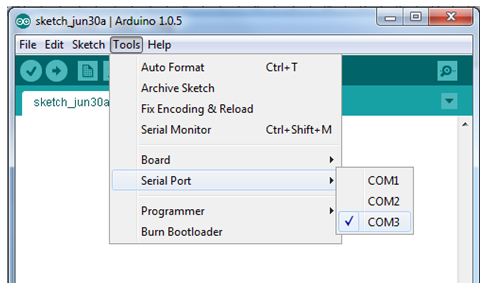 sketch_jun30a | Arduino 1.0.5
File Edit Sketch Tools Help
sketch_jun30a
Auto Format Ctrl+T
Archive Sketch
Fix Encoding & Reload
Serial Monitor Ctrl+Shift+M
Board
Serial Port
Programmer
Burn Bootloader
COM1
COM2
COM3